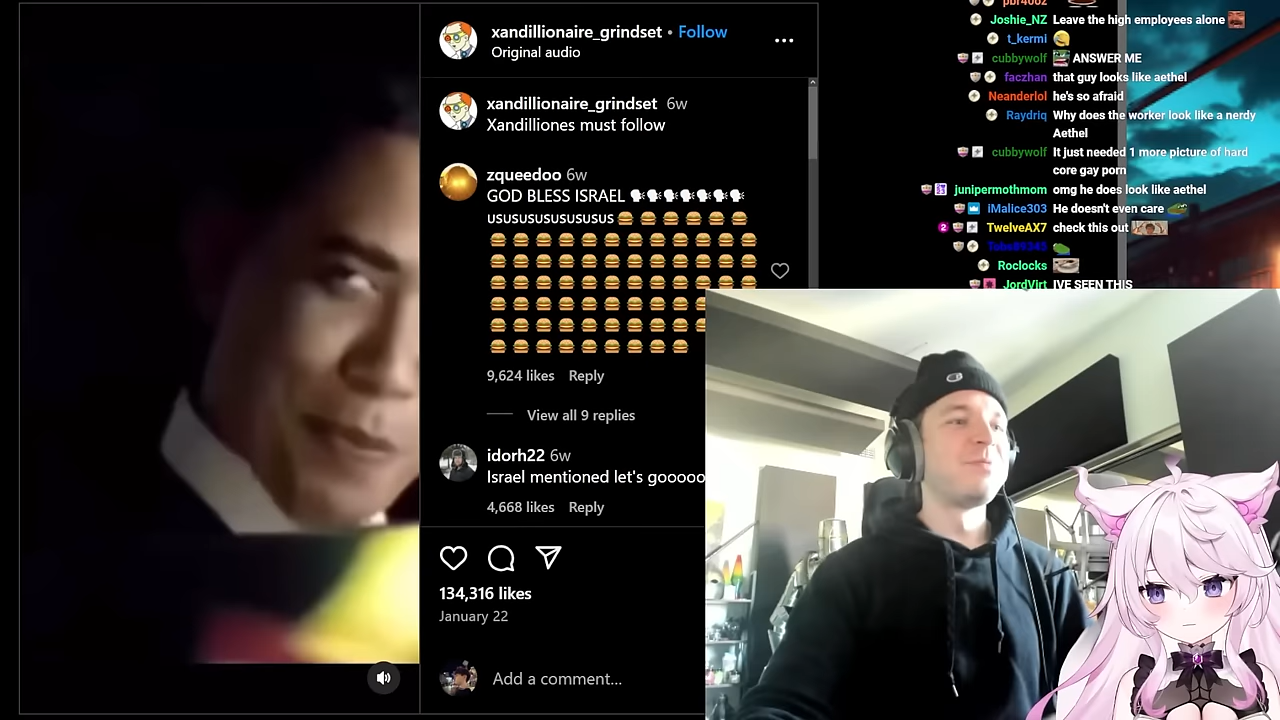 xandillionaire_grindset • Follow
Original audio
xandillionaire_grindset 6w
Xandilliones must follow
zqueedoo 6w
GOD BLESS ISRAEL 🗣🗣🗣🗣🗣🗣🗣
ususususususus 🍔🍔🍔🍔🍔🍔
🍔🍔🍔🍔🍔🍔🍔🍔🍔🍔🍔🍔
🍔🍔🍔🍔🍔🍔🍔🍔🍔🍔🍔🍔
🍔🍔🍔🍔🍔🍔🍔🍔🍔🍔🍔🍔
🍔🍔🍔🍔🍔🍔🍔🍔🍔🍔
🍔🍔🍔🍔🍔🍔🍔🍔🍔🍔
🍔🍔🍔🍔🍔🍔🍔🍔🍔
9,624 likes Reply
View all 9 replies
idorh22 6w
Israel mentioned let's gooooo
4,668 likes Reply
134,316 likes
January 22
Add a comment...
Joshie_NZ Leave the high employees alone
t_kermi
cubbywolf ANSWER ME
faczhan that guy looks like aethel
Neanderlol he's so afraid
Raydriq Why does the worker look like a nerdy
Aethel
cubbywolf It just needed 1 more picture of hard
core gay porn
junipermothmom omg he does look like aethel
iMalice303 He doesn't even care
2 TwelveAX7 check this out
Roclocks
JordVirt IVE SEEN THIS